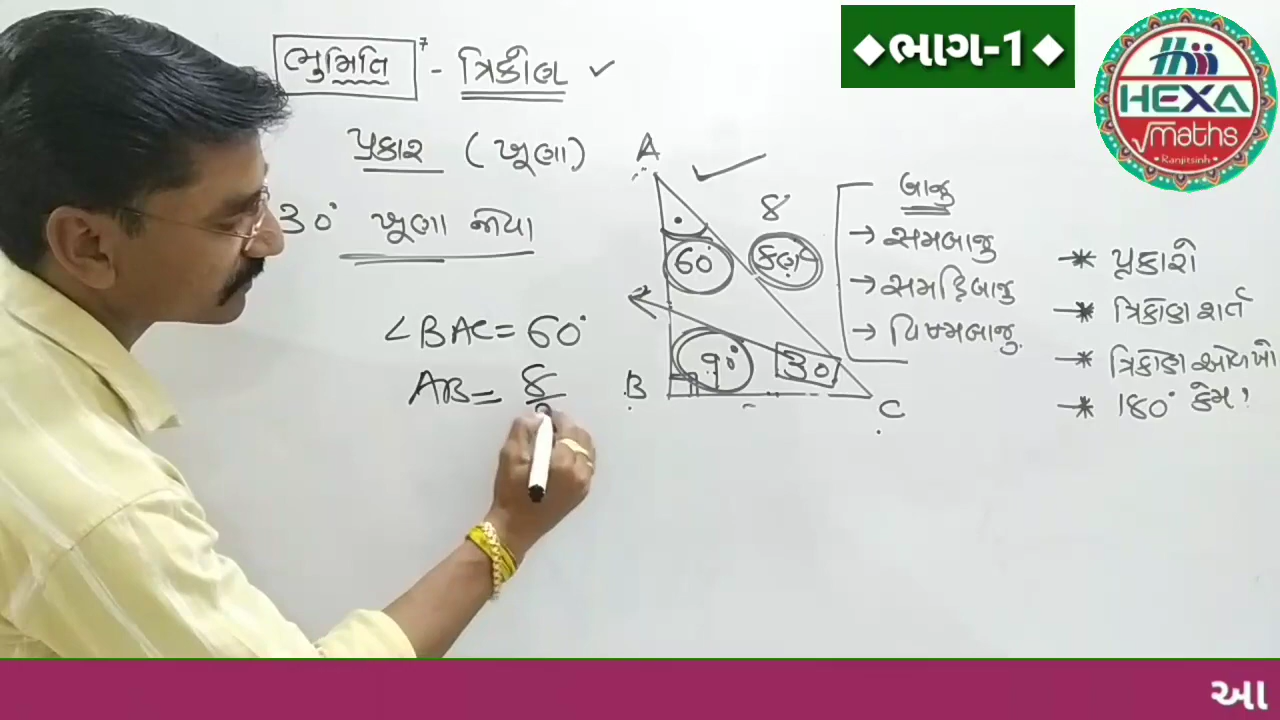 ભુમિતિ - ત્રિકોણ
પ્રકાર (ખૂણા)
30° ખૂણા જોયા
∠BAC = 60°
AB = 8/
A
8
60
કર્ણ
90°
30
B
C
બાજુ
→ સમબાજુ
→ સમદ્વિબાજુ
→ વિષમબાજુ
* પ્રકારો
* ત્રિકોણ શર્ત
* ત્રિકોણ ઓળખો
* 180° કેમ!
◆ભાગ-1◆
HEXA
maths
Ranjitsinh
આ